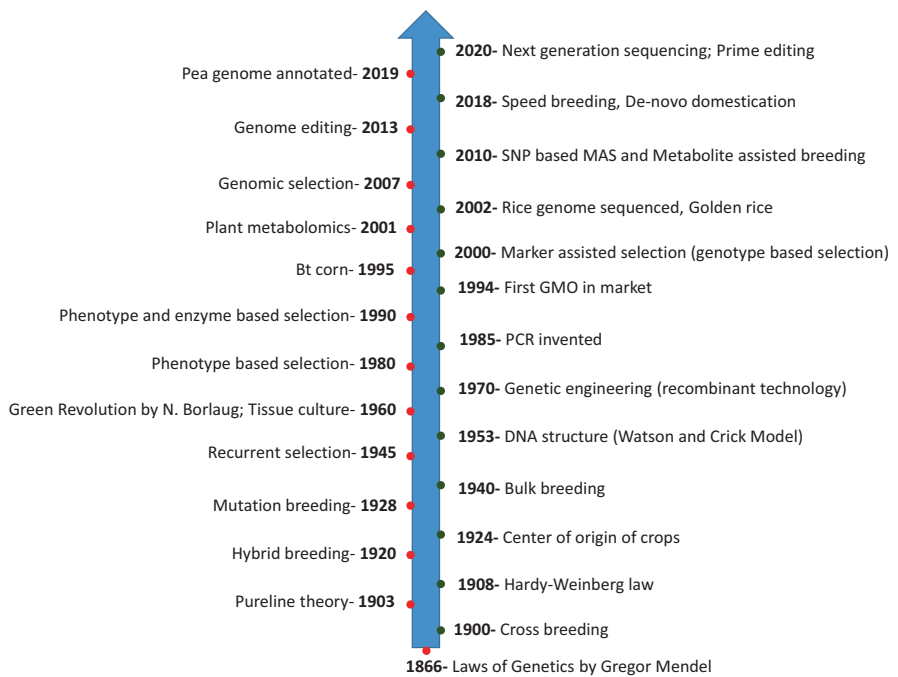 2020- Next generation sequencing; Prime editing
Pea genome annotated- 2019
2018- Speed breeding, De-novo domestication
Genome editing- 2013
2010- SNP based MAS and Metabolite assisted breeding
Genomic selection- 2007
2002- Rice genome sequenced, Golden rice
Plant metabolomics- 2001
2000- Marker assisted selection (genotype based selection)
Bt corn- 1995
1994- First GMO in market
Phenotype and enzyme based selection- 1990
1985- PCR invented
Phenotype based selection- 1980
1970- Genetic engineering (recombinant technology)
Green Revolution by N. Borlaug; Tissue culture- 1960
1953- DNA structure (Watson and Crick Model)
Recurrent selection- 1945
1940- Bulk breeding
Mutation breeding- 1928
1924- Center of origin of crops
Hybrid breeding- 1920
1908- Hardy-Weinberg law
Pureline theory- 1903
1900- Cross breeding
1866- Laws of Genetics by Gregor Mendel